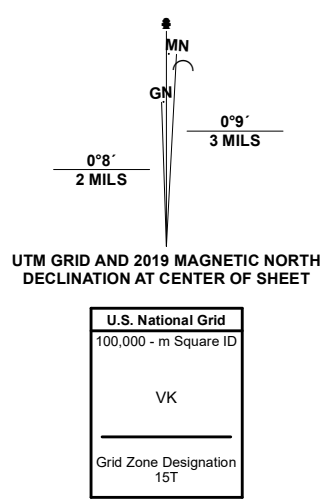 MN
GN
0°9´
3 MILS
0°8´
2 MILS
UTM GRID AND 2019 MAGNETIC NORTH
DECLINATION AT CENTER OF SHEET
U.S. National Grid
100,000 - m Square ID
VK
Grid Zone Designation
15T